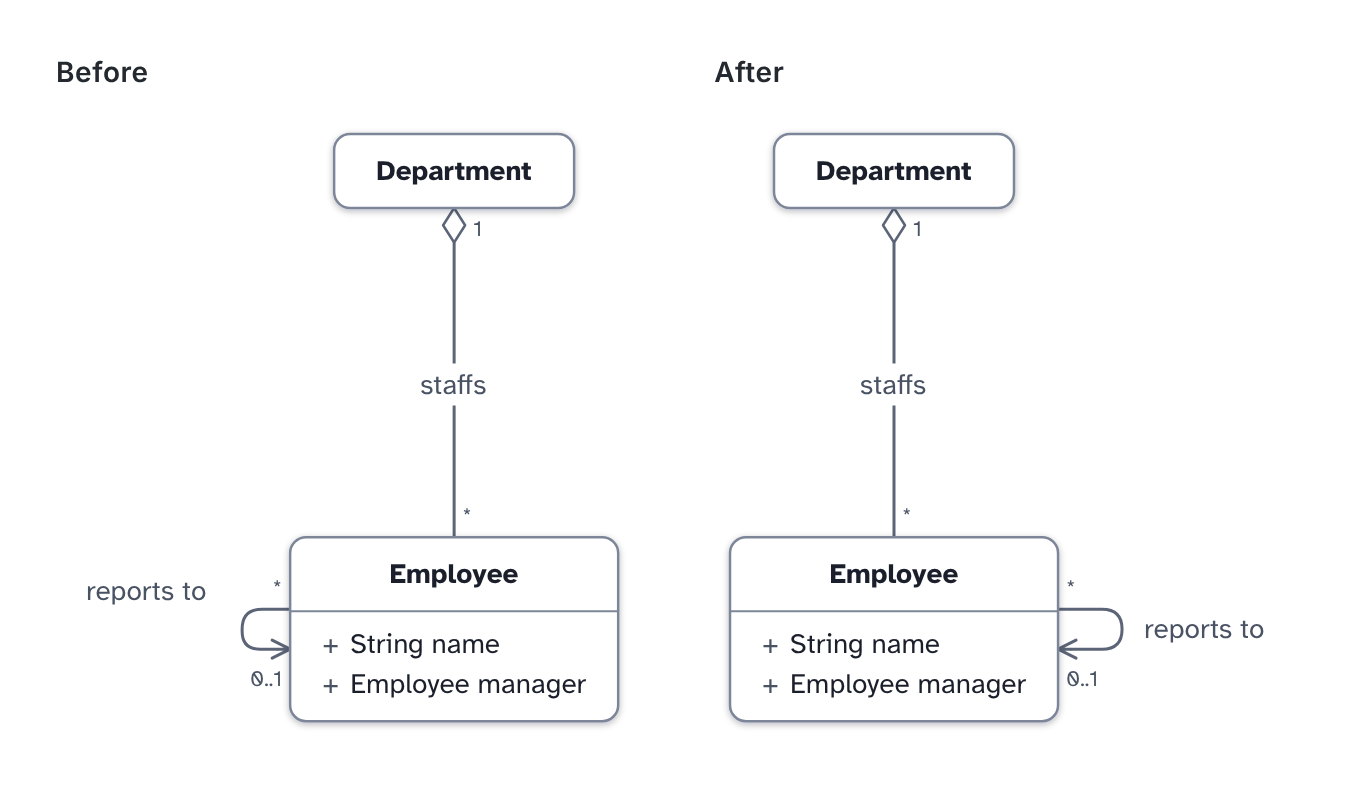 Before
Department
1
staffs
*
Employee
reports to
*
0..1
+ String name
+ Employee manager
After
Department
1
staffs
*
Employee
*
reports to
0..1
+ String name
+ Employee manager